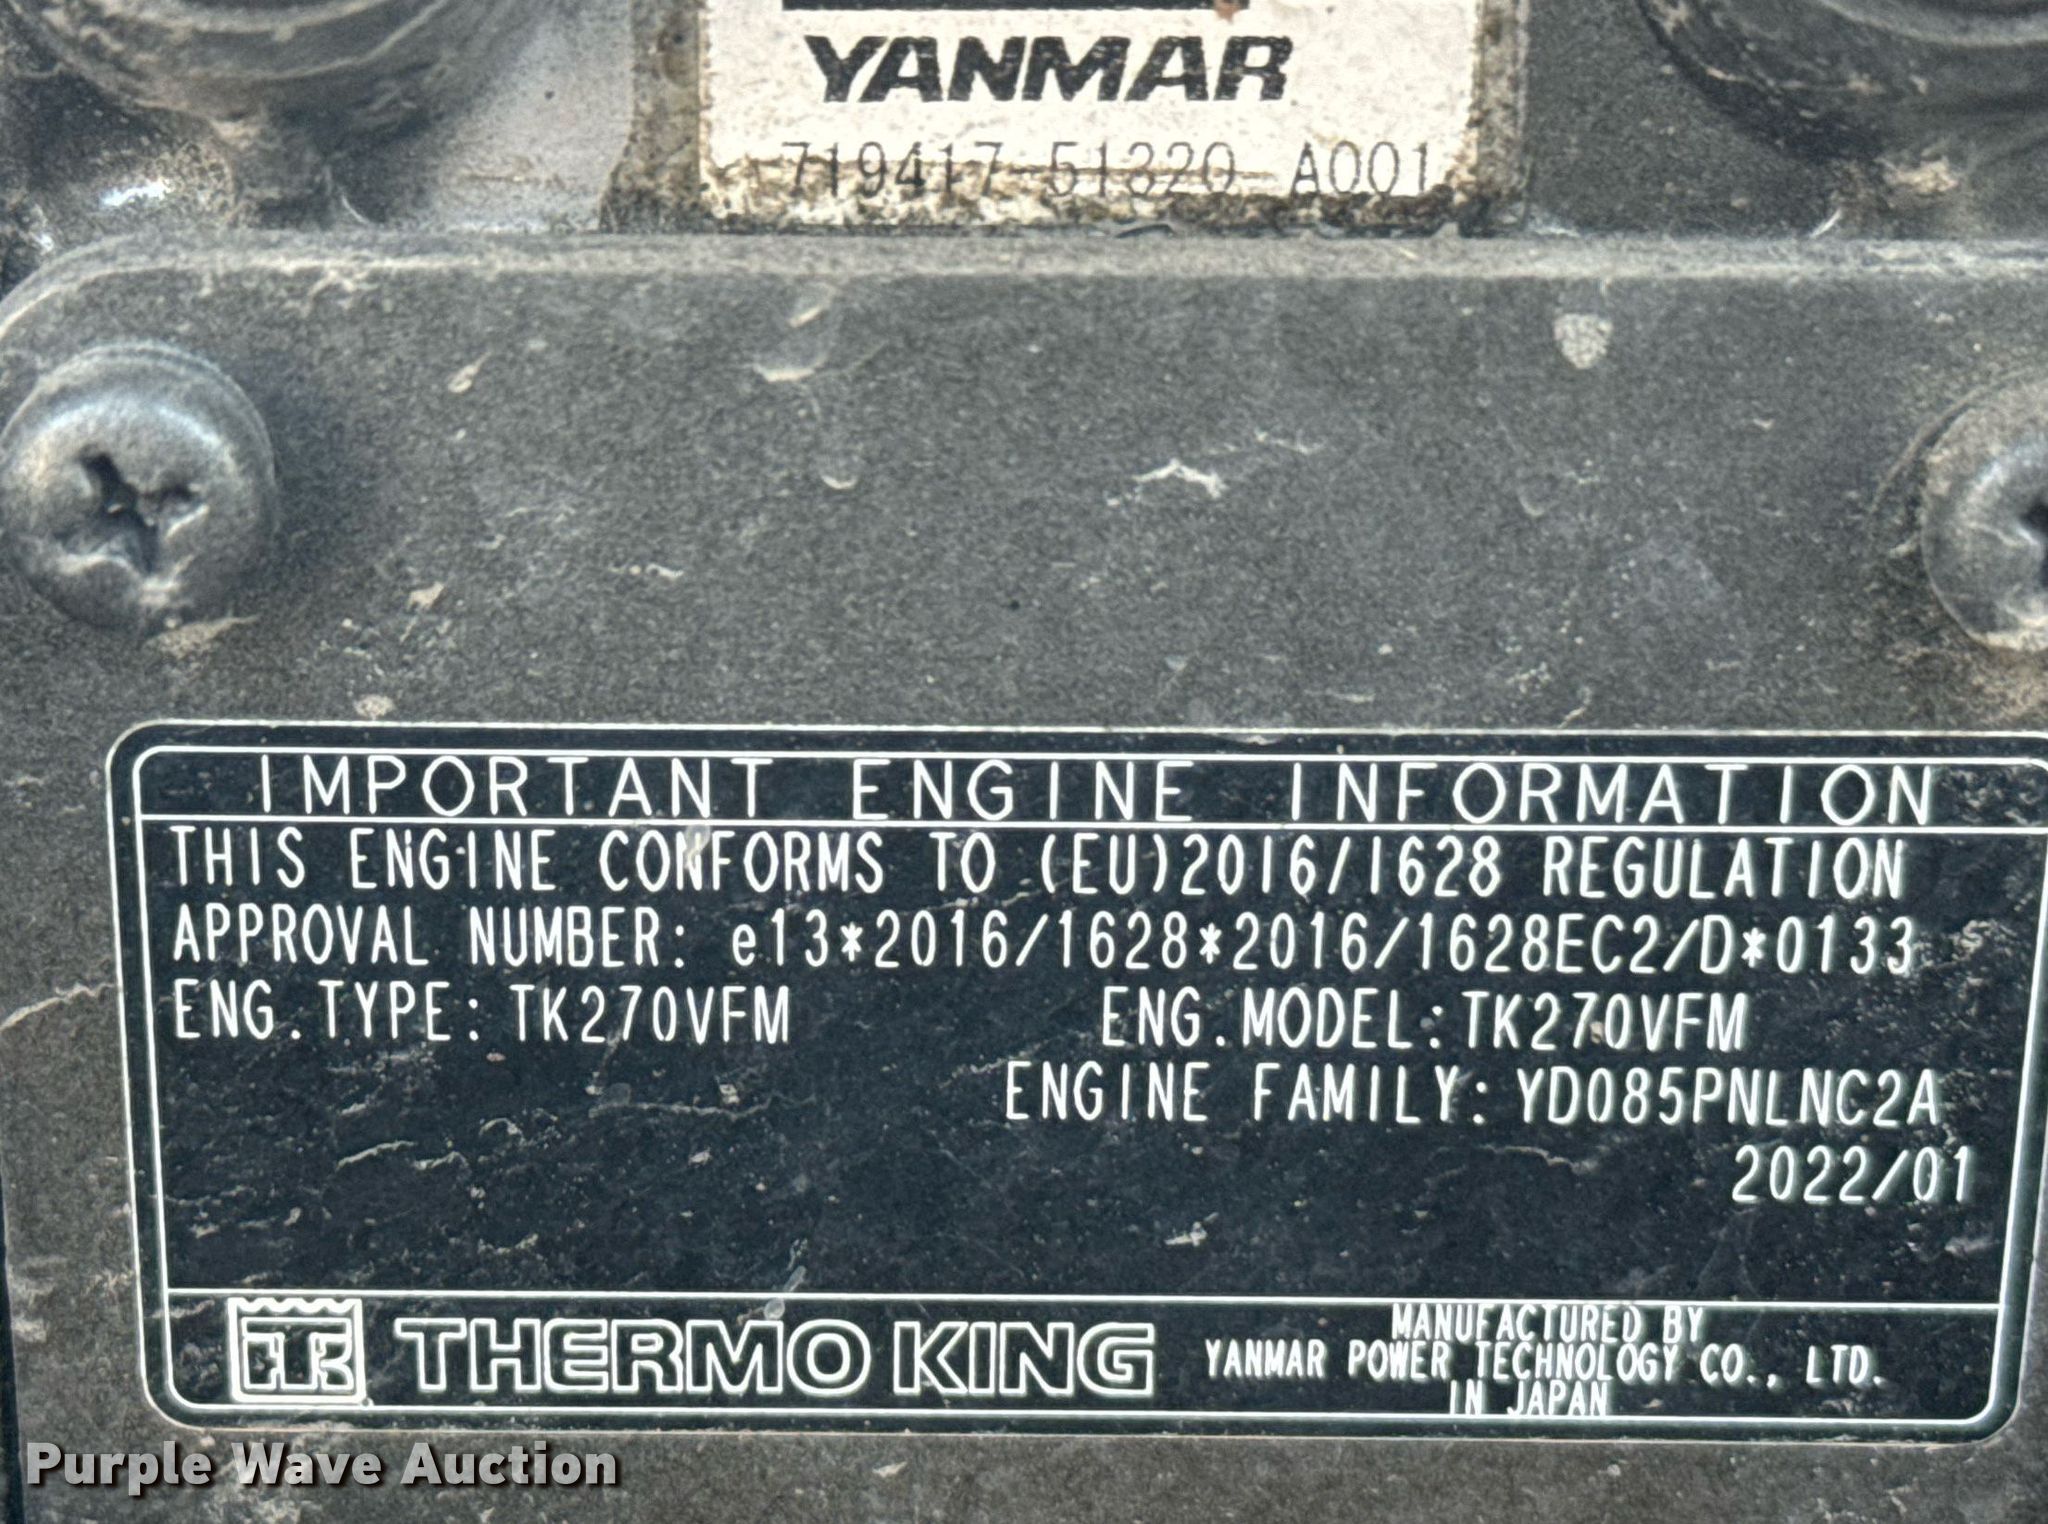 YANMAR
719417-51320 A001
IMPORTANT ENGINE INFORMATION
THIS ENGINE CONFORMS TO (EU)2016/1628 REGULATION
APPROVAL NUMBER: e13*2016/1628*2016/1628EC2/D*0133
ENG.TYPE: TK270VFM ENG.MODEL:TK270VFM
ENGINE FAMILY: YD085PNLNC2A
2022/01
TK THERMO KING
MANUFACTURED BY
YANMAR POWER TECHNOLOGY CO., LTD.
IN JAPAN
Purple Wave Auction